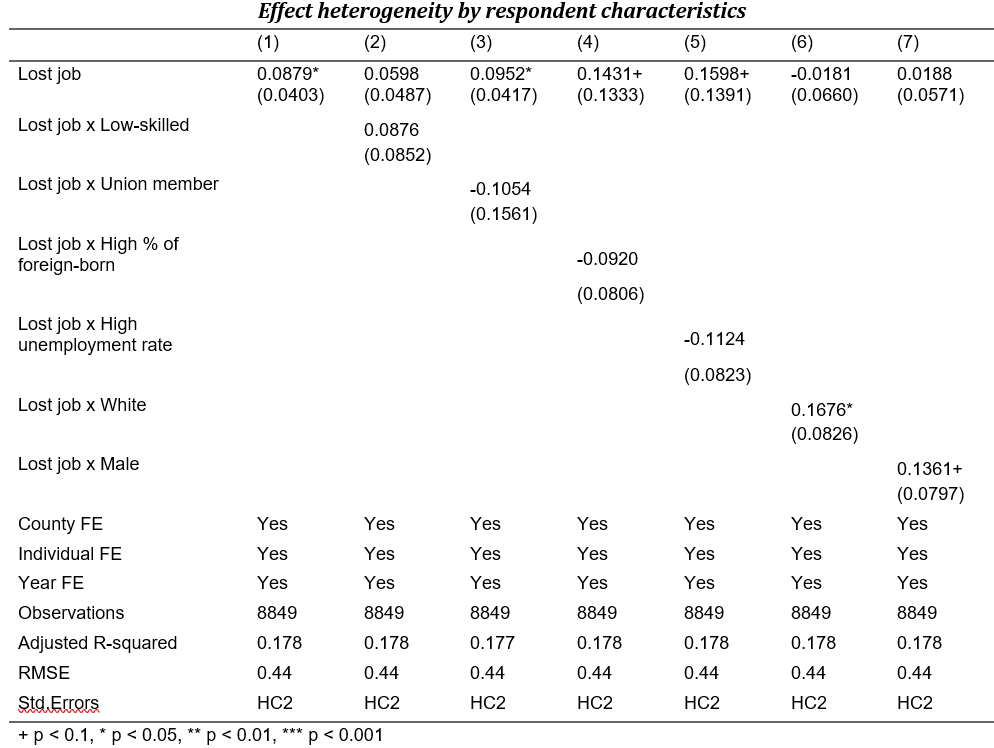 Effect heterogeneity by respondent characteristics
(1) (2) (3) (4) (5) (6) (7)
Lost job 0.0879* 0.0598 0.0952* 0.1431+ 0.1598+ -0.0181 0.0188
(0.0403) (0.0487) (0.0417) (0.1333) (0.1391) (0.0660) (0.0571)
Lost job x Low-skilled 0.0876
(0.0852)
Lost job x Union member -0.1054
(0.1561)
Lost job x High % of
foreign-born -0.0920
(0.0806)
Lost job x High
unemployment rate -0.1124
(0.0823)
Lost job x White 0.1676*
(0.0826)
Lost job x Male 0.1361+
(0.0797)
County FE Yes Yes Yes Yes Yes Yes Yes
Individual FE Yes Yes Yes Yes Yes Yes Yes
Year FE Yes Yes Yes Yes Yes Yes Yes
Observations 8849 8849 8849 8849 8849 8849 8849
Adjusted R-squared 0.178 0.178 0.177 0.178 0.178 0.178 0.178
RMSE 0.44 0.44 0.44 0.44 0.44 0.44 0.44
Std.Errors HC2 HC2 HC2 HC2 HC2 HC2 HC2
+ p < 0.1, * p < 0.05, ** p < 0.01, *** p < 0.001